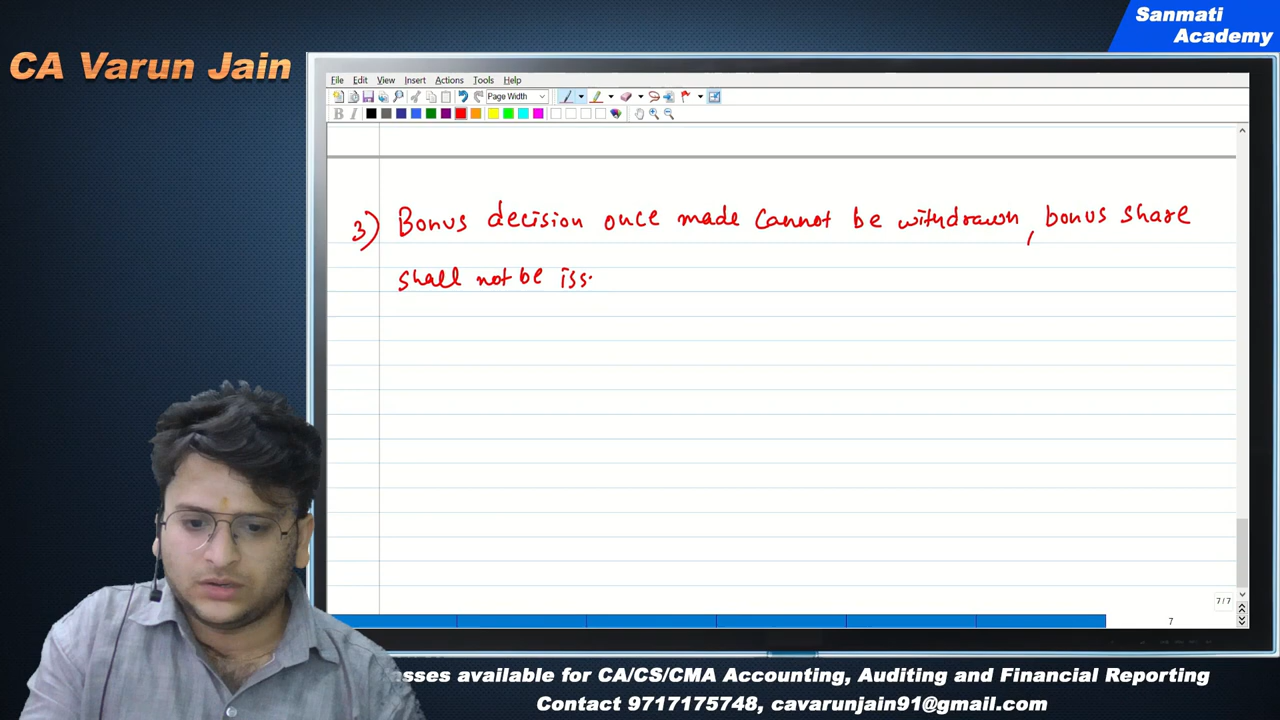 Sanmati
Academy
CA Varun Jain
File Edit View Insert Actions Tools Help
Page Width
B I
3) Bonus decision once made cannot be withdrawn, bonus share
shall not be iss
7/7
7
sses available for CA/CS/CMA Accounting, Auditing and Financial Reporting
Contact 9717175748, cavarunjain91@gmail.com